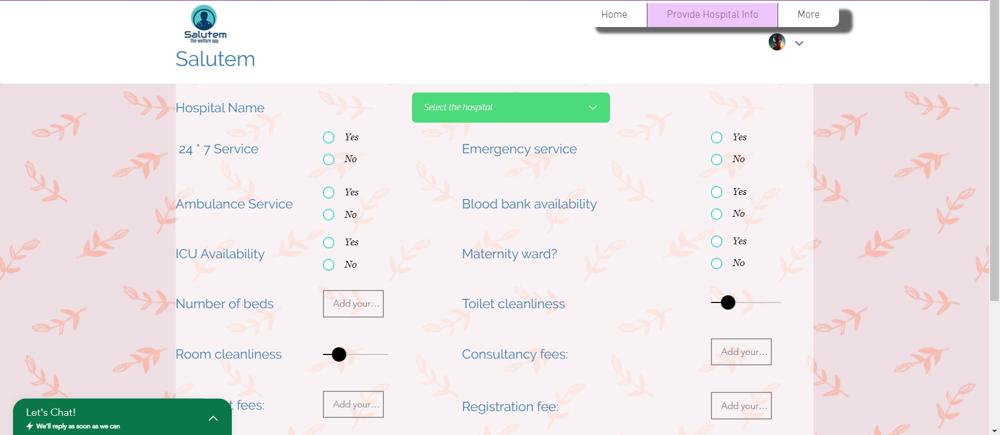 Salutem
The welfare app
Salutem
Home
Provide Hospital Info
More
Hospital Name
Select the hospital
24 * 7 Service
Yes
No
Emergency service
Yes
No
Ambulance Service
Yes
No
Blood bank availability
Yes
No
ICU Availability
Yes
No
Maternity ward?
Yes
No
Number of beds
Add your...
Toilet cleanliness
Room cleanliness
Consultancy fees:
Add your...
fees:
Add your...
Registration fee:
Add your...
Let's Chat!
We'll reply as soon as we can